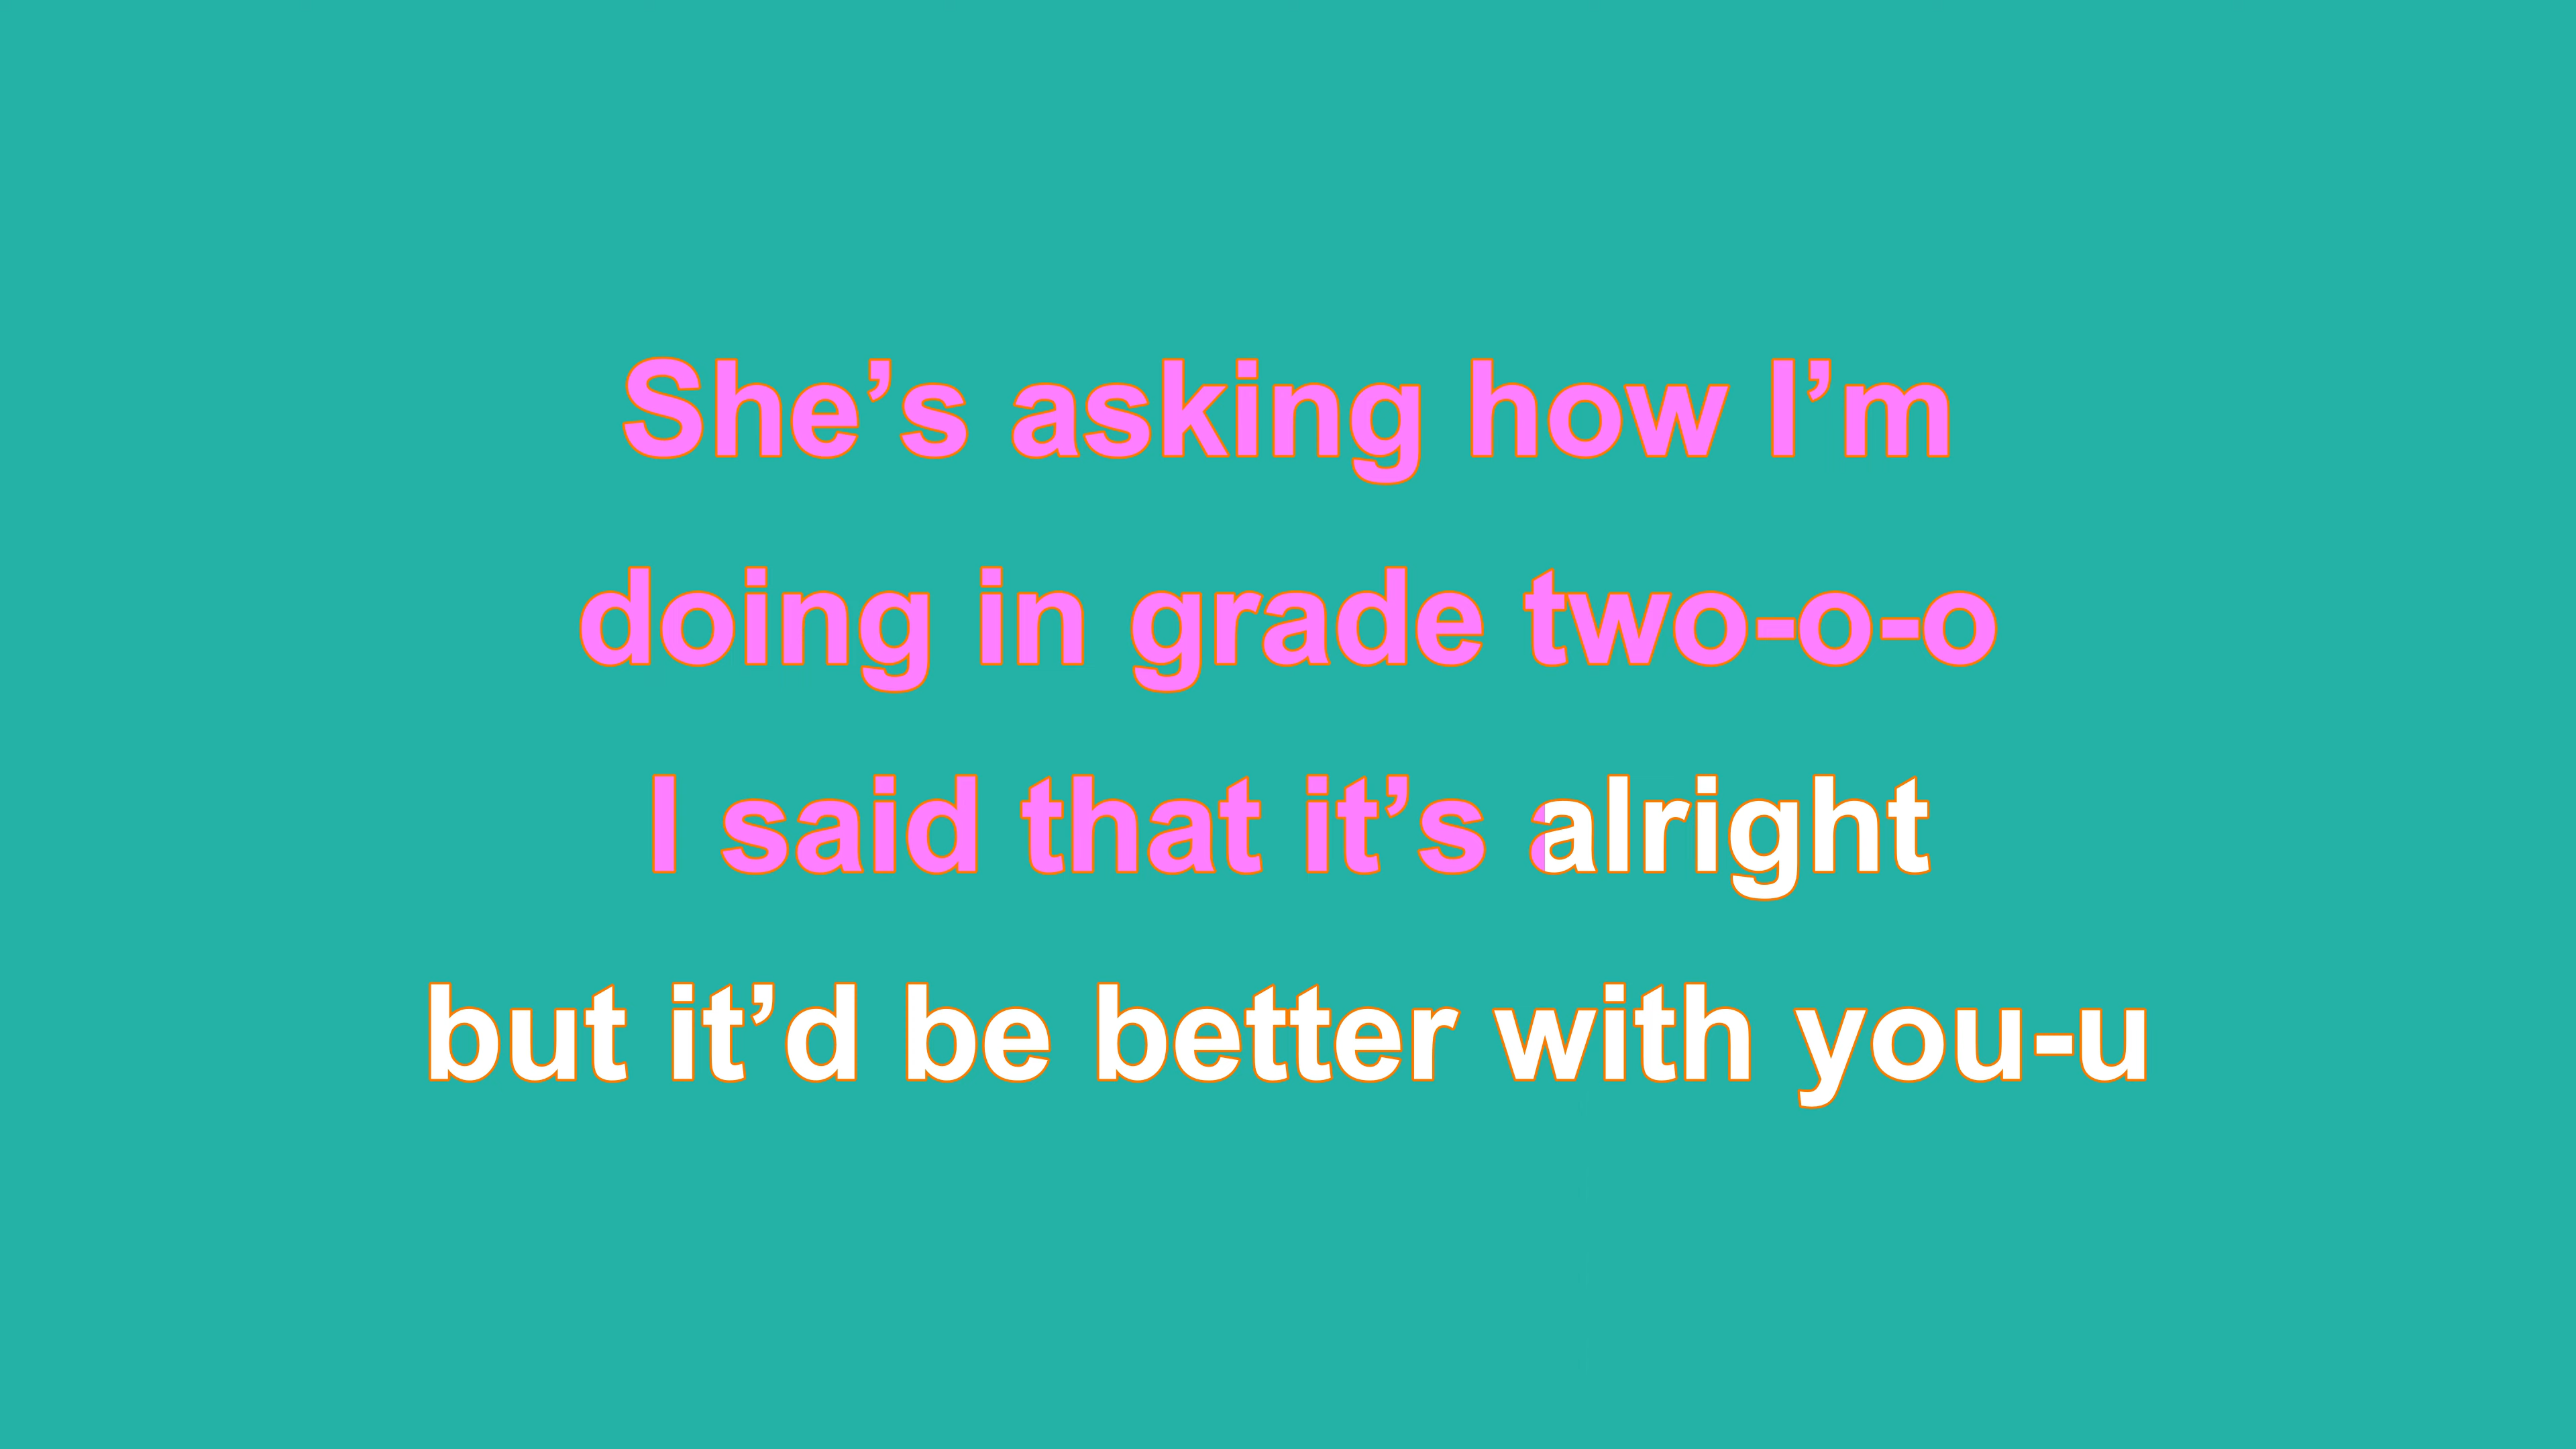 She’s asking how I’m
doing in grade two-o-o
I said that it’s alright
but it’d be better with you-u